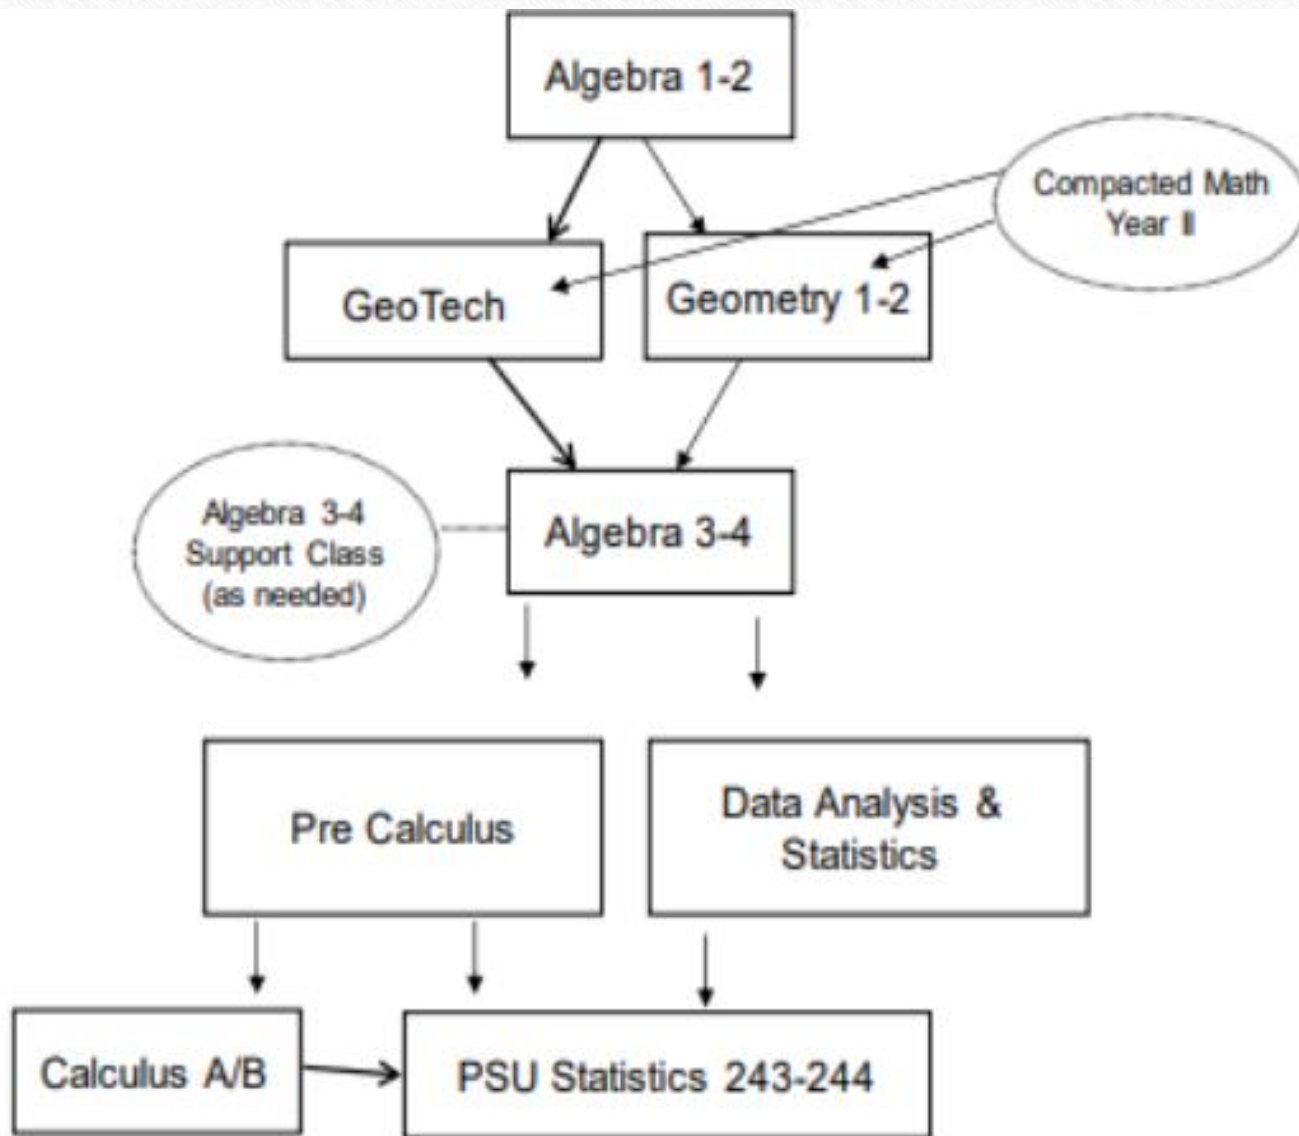 Algebra 1-2
Compacted Math
Year II
GeoTech
Geometry 1-2
Algebra 3-4
Support Class
(as needed)
Algebra 3-4
Pre Calculus
Data Analysis &
Statistics
Calculus A/B
PSU Statistics 243-244